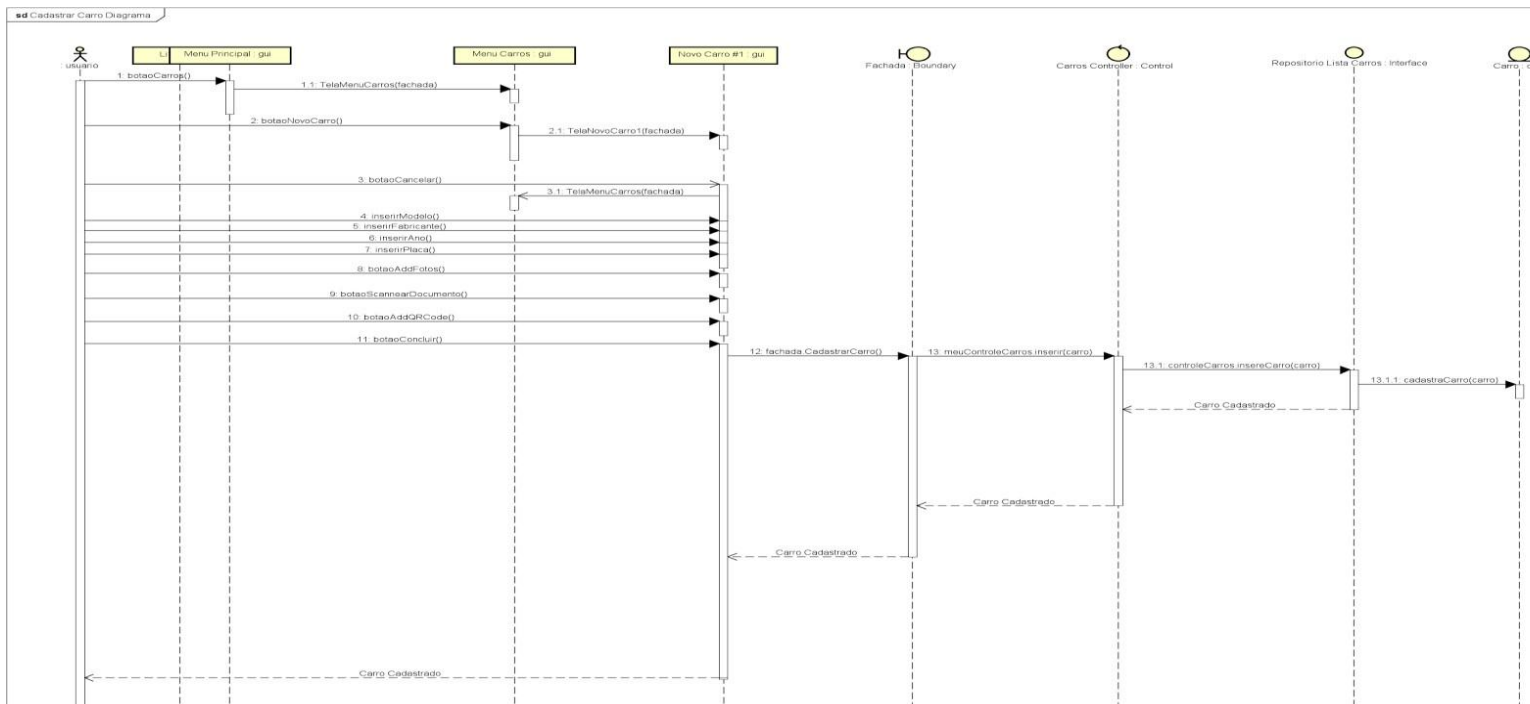 sd Cadastrar Carro Diagrama
: usuario
Li
Menu Principal : gui
Menu Carros : gui
Novo Carro #1 : gui
Fachada : Boundary
Carros Controller : Control
Repositorio Lista Carros : Interface
Carro :
1: botaoCarros()
1.1: TelaMenuCarros(fachada)
2: botaoNovoCarro()
2.1: TelaNovoCarro1(fachada)
3: botaoCancelar()
3.1: TelaMenuCarros(fachada)
4: inserirModelo()
5: inserirFabricante()
6: inserirAno()
7: inserirPlaca()
8: botaoAddFotos()
9: botaoScannearDocumento()
10: botaoAddQRCode()
11: botaoConcluir()
12: fachada.CadastrarCarro()
13: meuControleCarros.inserir(carro)
13.1: controleCarros.insereCarro(carro)
13.1.1: cadastraCarro(carro)
Carro Cadastrado
Carro Cadastrado
Carro Cadastrado
Carro Cadastrado